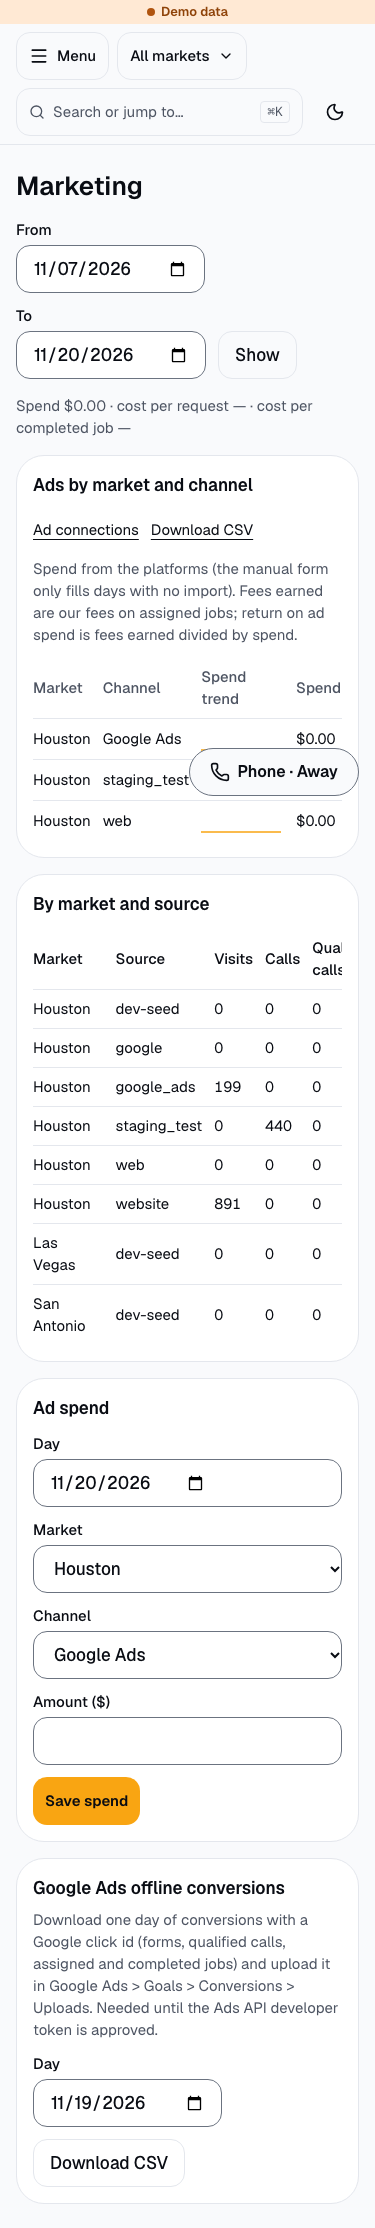 Demo data
Menu
All markets
Search or jump to...
⌘K
Marketing
From
11/07/2026
To
11/20/2026
Show
Spend $0.00 · cost per request — · cost per
completed job —
Ads by market and channel
Ad connections Download CSV
Spend from the platforms (the manual form
only fills days with no import). Fees earned
are our fees on assigned jobs; return on ad
spend is fees earned divided by spend.
Market Channel Spend trend Spend
Houston Google Ads $0.00
Houston staging_test
Phone · Away
Houston web $0.00
By market and source
Market Source Visits Calls calls
Houston dev-seed 0 0 0
Houston google 0 0 0
Houston google_ads 199 0 0
Houston staging_test 0 440 0
Houston web 0 0 0
Houston website 891 0 0
Las Vegas dev-seed 0 0 0
San Antonio dev-seed 0 0 0
Ad spend
Day
11/20/2026
Market
Houston
Channel
Google Ads
Amount ($)
Save spend
Google Ads offline conversions
Download one day of conversions with a
Google click id (forms, qualified calls,
assigned and completed jobs) and upload it
in Google Ads > Goals > Conversions >
Uploads. Needed until the Ads API developer
token is approved.
Day
11/19/2026
Download CSV